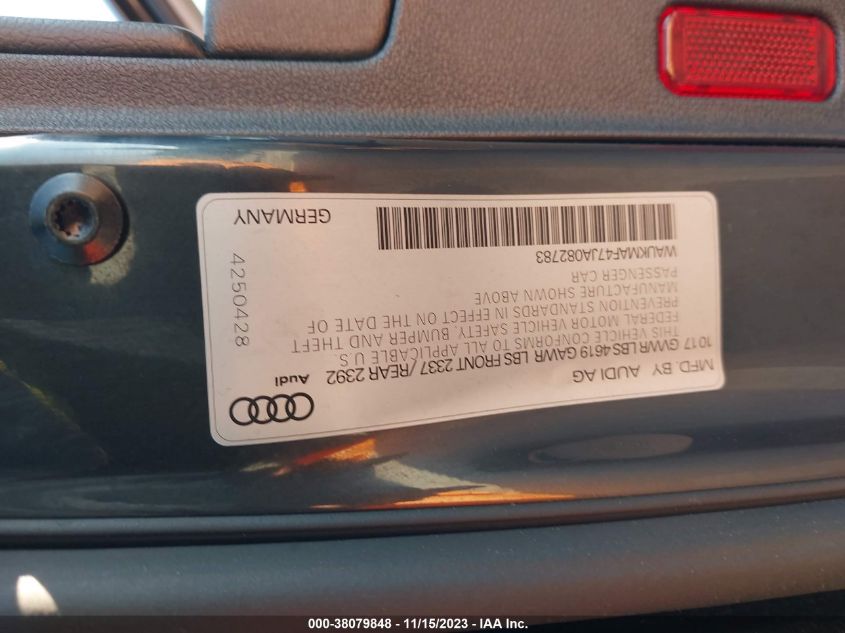 MFD. BY AUDI AG
Audi
10 17 GVWR LBS 4619 GAWR LBS FRONT 2337 / REAR 2392
THIS VEHICLE CONFORMS TO ALL APPLICABLE U.S.
FEDERAL MOTOR VEHICLE SAFETY, BUMPER AND THEFT
PREVENTION STANDARDS IN EFFECT ON THE DATE OF
MANUFACTURE SHOWN ABOVE
PASSENGER CAR
WAUKMAF47JA082783
4250428
GERMANY
000-38079848 - 11/15/2023 - IAA Inc.